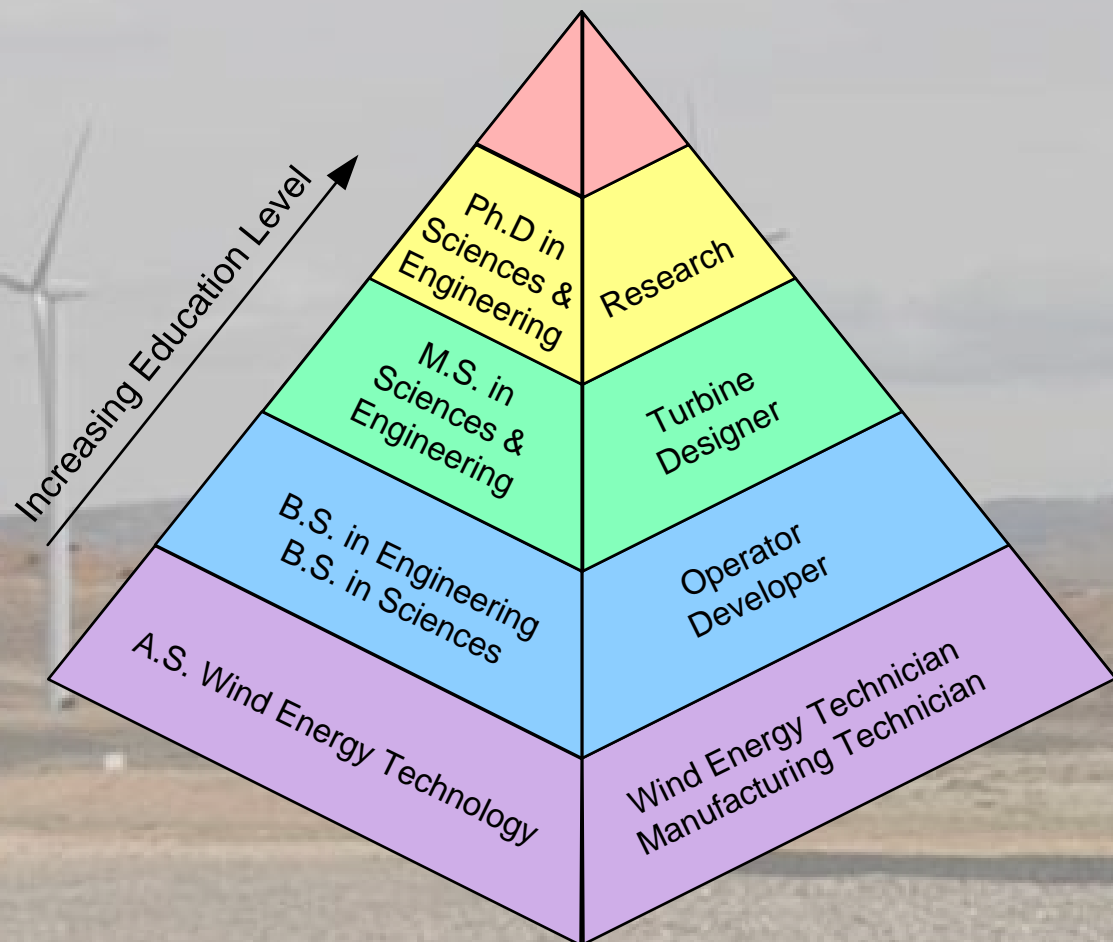 Increasing Education Level
Ph.D in
Sciences &
Engineering
Research
M.S. in
Sciences &
Engineering
Turbine
Designer
B.S. in Engineering
B.S. in Sciences
Operator
Developer
A.S. Wind Energy Technology
Wind Energy Technician
Manufacturing Technician